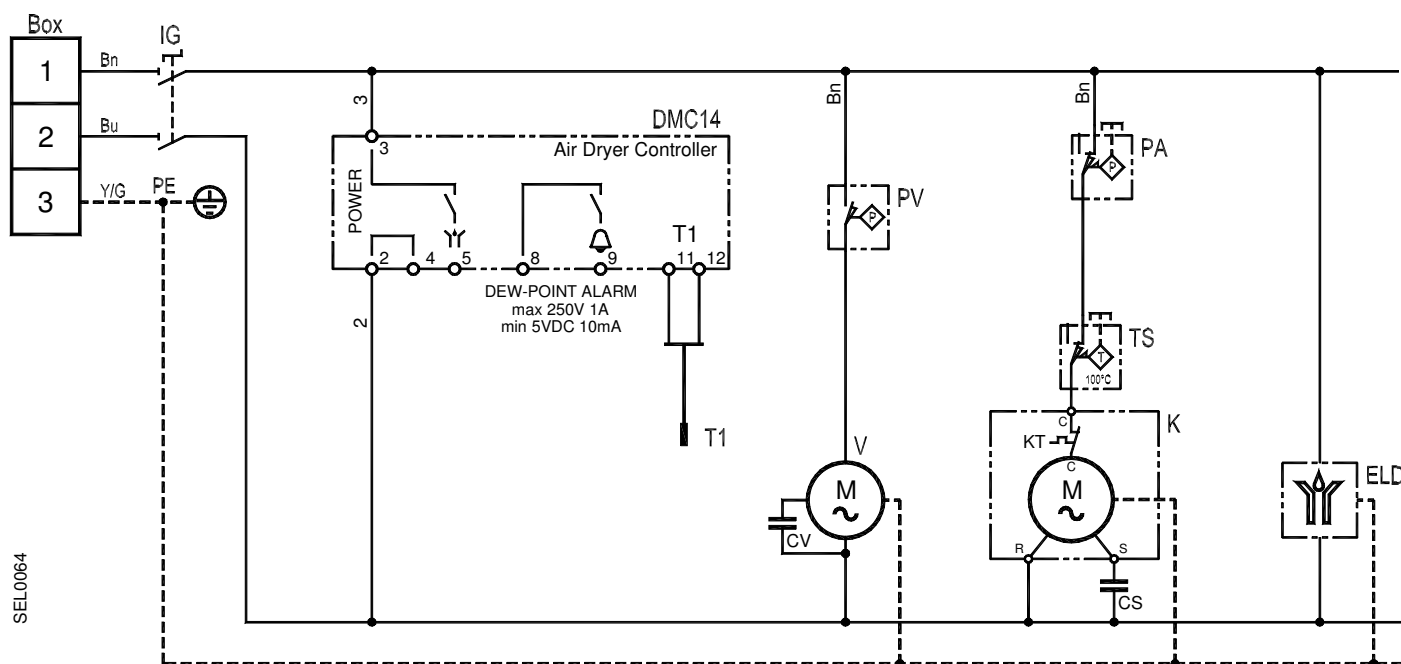 Box
IG
1
Bn
2
Bu
3
Y/G
PE
3
DMC14
3
Air Dryer Controller
POWER
T1
2
4
5
8
9
11
12
DEW-POINT ALARM
max 250V 1A
min 5VDC 10mA
2
T1
Bn
PV
P
V
M
CV
Bn
PA
P
TS
T
100°C
C
K
KT
C
M
R
S
CS
ELD
SEL0064